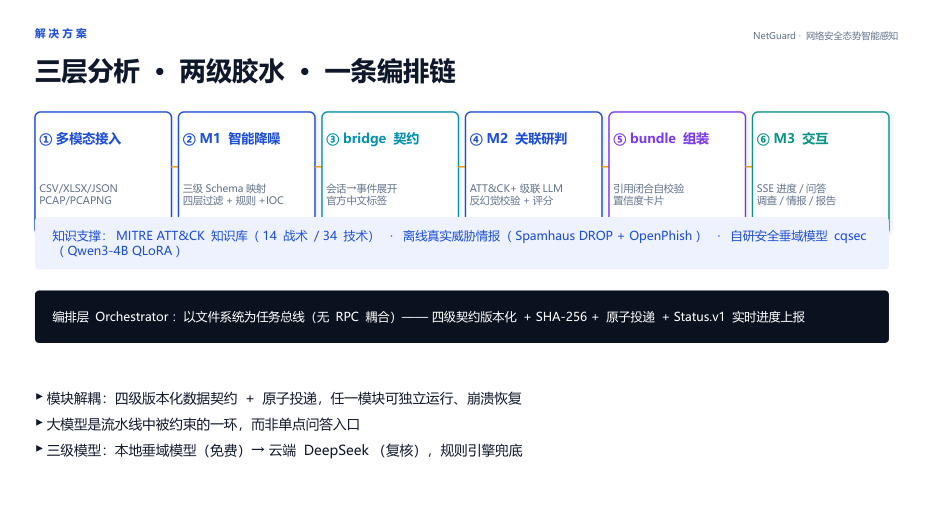 解决方案
NetGuard · 网络安全态势智能感知
三层分析 · 两级胶水 · 一条编排链
① 多模态接入
CSV/XLSX/JSON
PCAP/PCAPNG
② M1 智能降噪
三级 Schema 映射
四层过滤 + 规则 +IOC
③ bridge 契约
会话→事件展开
官方中文标签
④ M2 关联研判
ATT&CK+ 级联 LLM
反幻觉校验 + 评分
⑤ bundle 组装
引用闭合自校验
置信度卡片
⑥ M3 交互
SSE 进度 / 问答
调查 / 情报 / 报告
知识支撑： MITRE ATT&CK 知识库（ 14 战术 / 34 技术） · 离线真实威胁情报（ Spamhaus DROP + OpenPhish ） · 自研安全垂域模型 cqsec
（ Qwen3-4B QLoRA ）
编排层 Orchestrator ：以文件系统为任务总线（无 RPC 耦合）—— 四级契约版本化 + SHA-256 + 原子投递 + Status.v1 实时进度上报
▸ 模块解耦：四级版本化数据契约 + 原子投递，任一模块可独立运行、崩溃恢复
▸ 大模型是流水线中被约束的一环，而非单点问答入口
▸ 三级模型：本地垂域模型（免费）→ 云端 DeepSeek （复核），规则引擎兜底